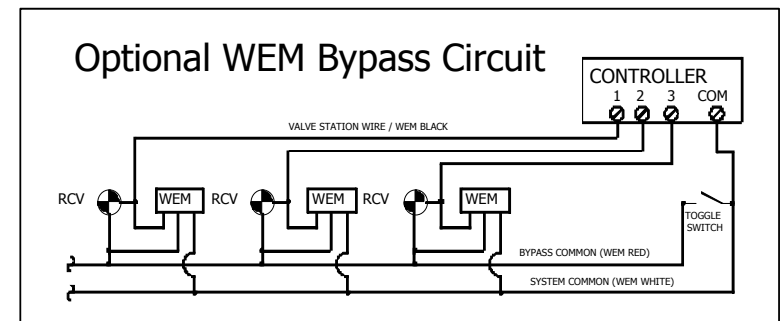 Optional WEM Bypass Circuit
CONTROLLER
1 2 3 COM
VALVE STATION WIRE / WEM BLACK
RCV WEM RCV WEM RCV WEM
TOGGLE
SWITCH
BYPASS COMMON (WEM RED)
SYSTEM COMMON (WEM WHITE)